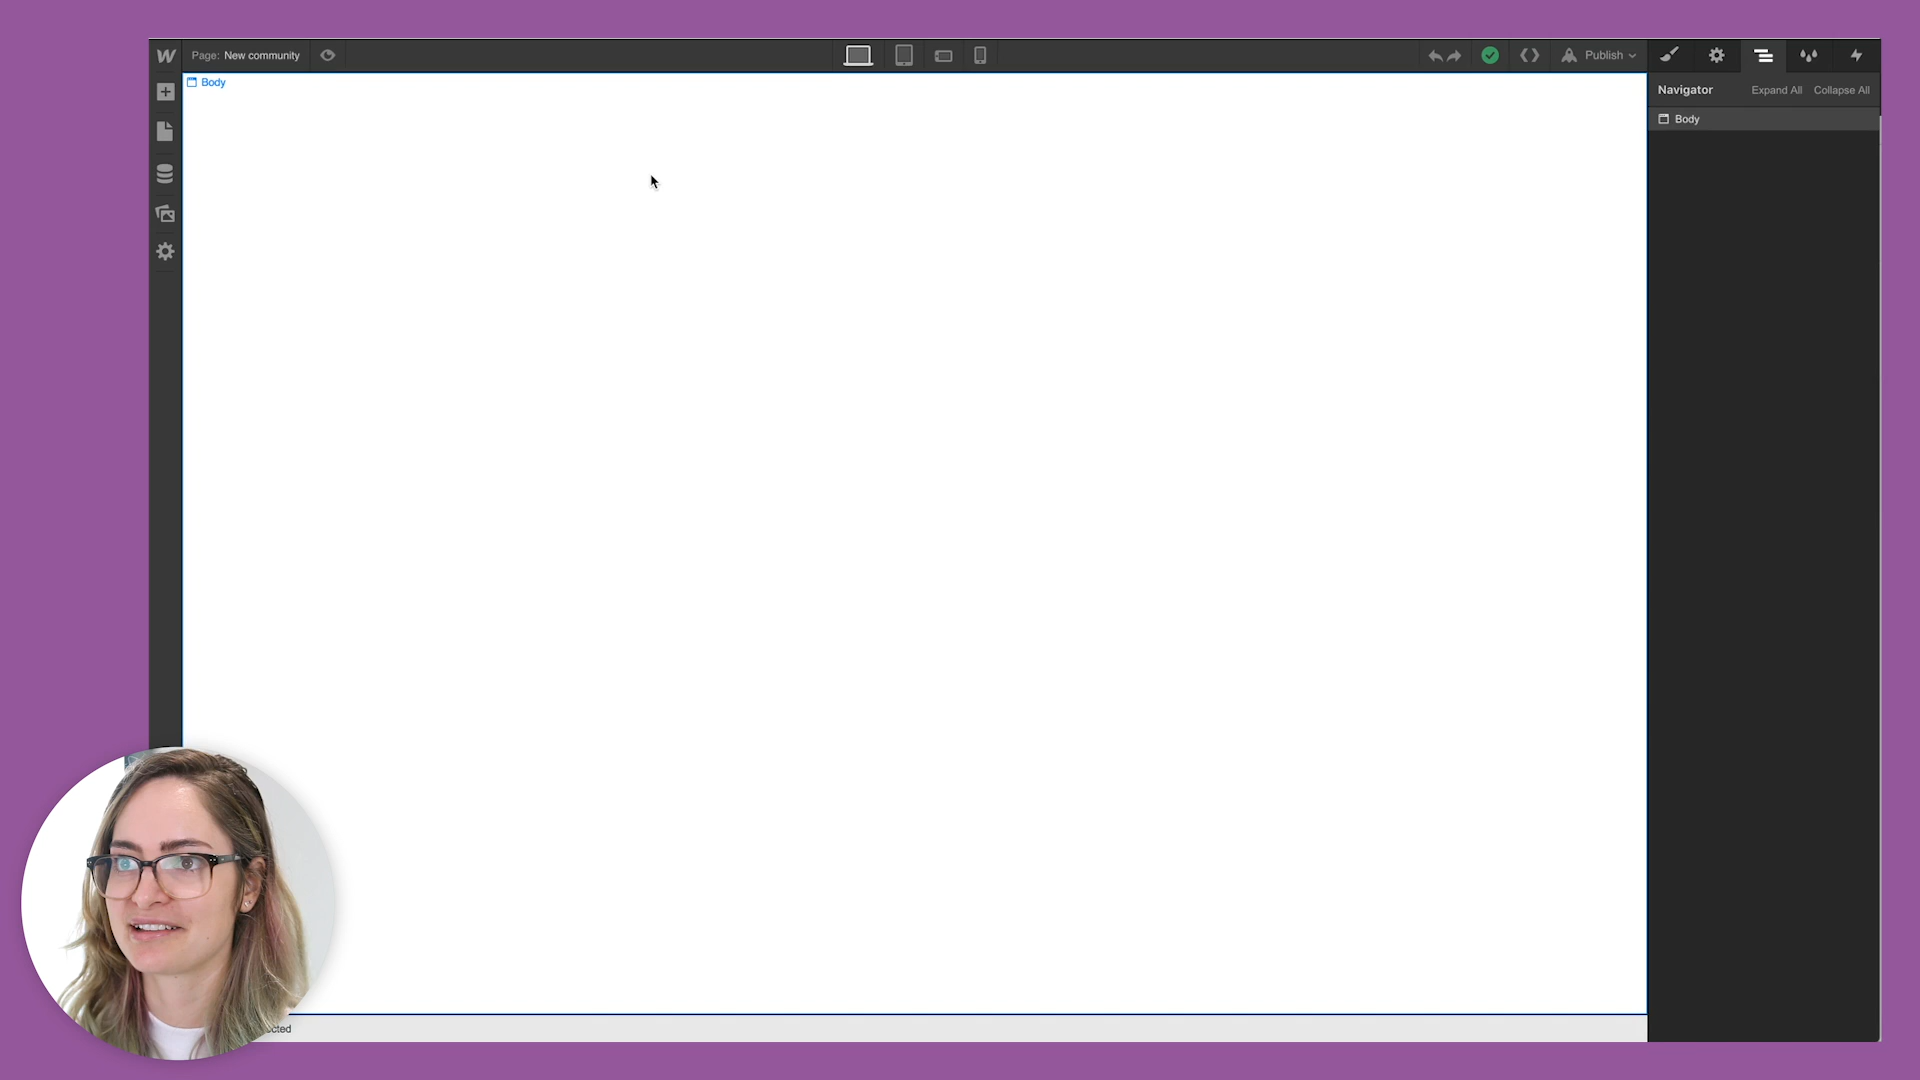 Page: New community
Publish
Body
Navigator
Expand All
Collapse All
Body